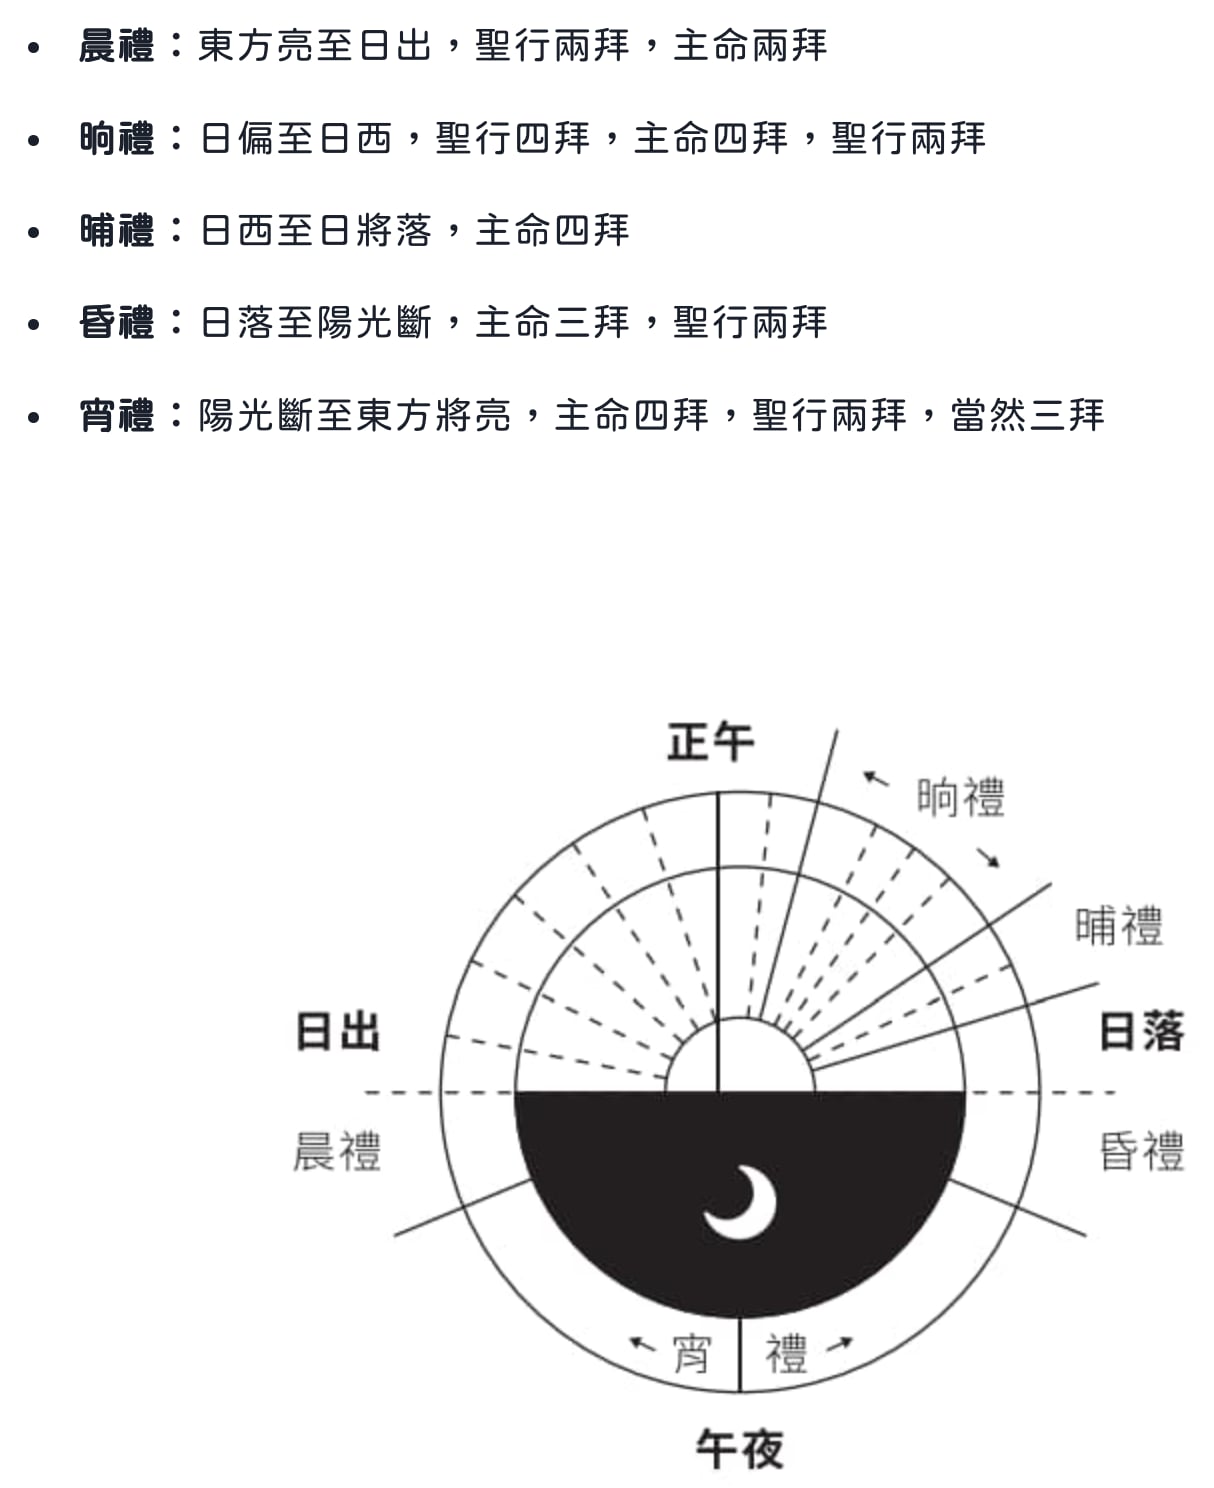 • 晨禮：東方亮至日出，聖行兩拜，主命兩拜
• 晌禮：日偏至日西，聖行四拜，主命四拜，聖行兩拜
• 晡禮：日西至日將落，主命四拜
• 昏禮：日落至陽光斷，主命三拜，聖行兩拜
• 宵禮：陽光斷至東方將亮，主命四拜，聖行兩拜，當然三拜
正午
晌禮
晡禮
日出
日落
晨禮
昏禮
宵禮
午夜